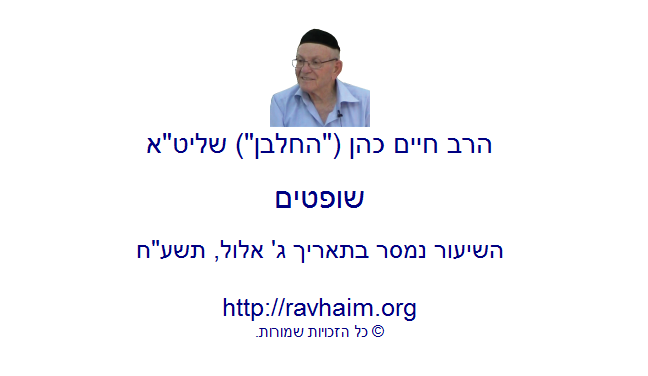 הרב חיים כהן ("החלבן") שליט"א
שופטים
השיעור נמסר בתאריך ג' אלול, תשע"ח
http://ravhaim.org
© כל הזכויות שמורות.